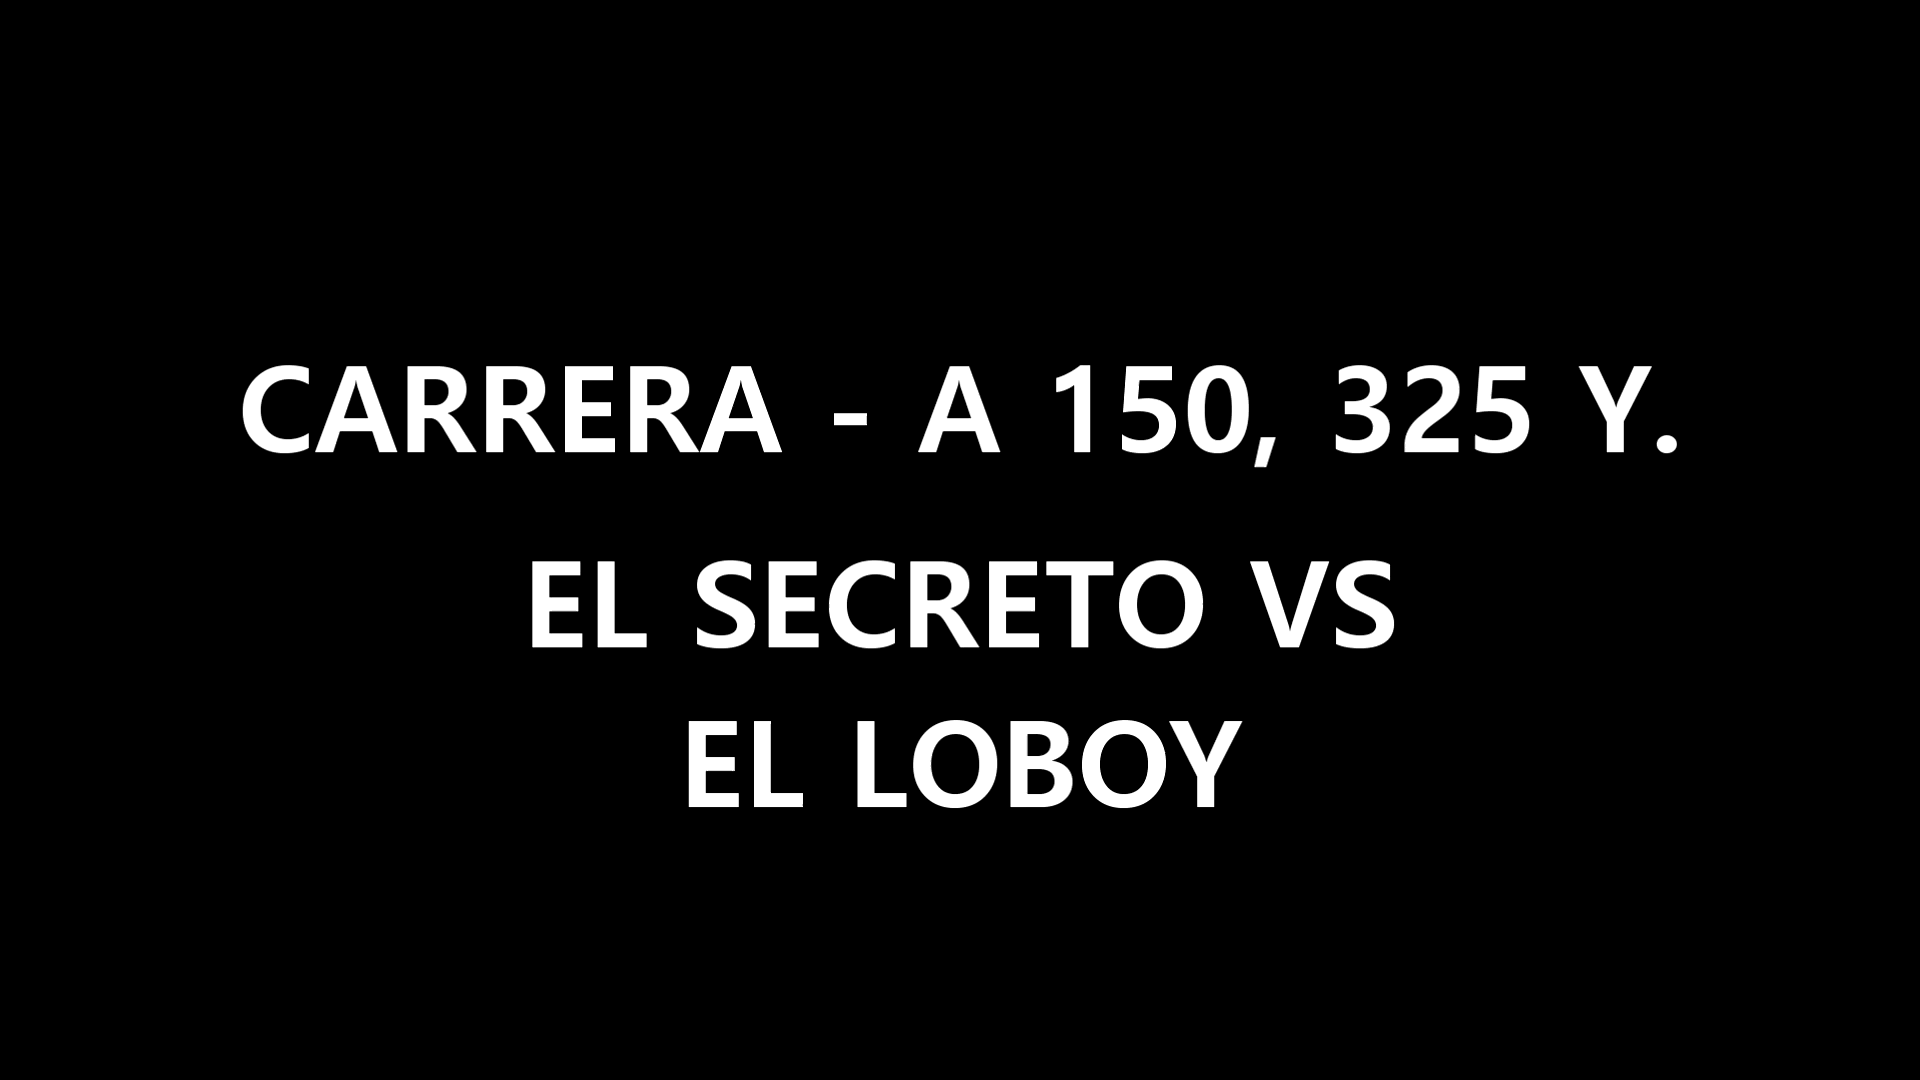 CARRERA - A 150, 325 Y.
EL SECRETO VS
EL LOBOY